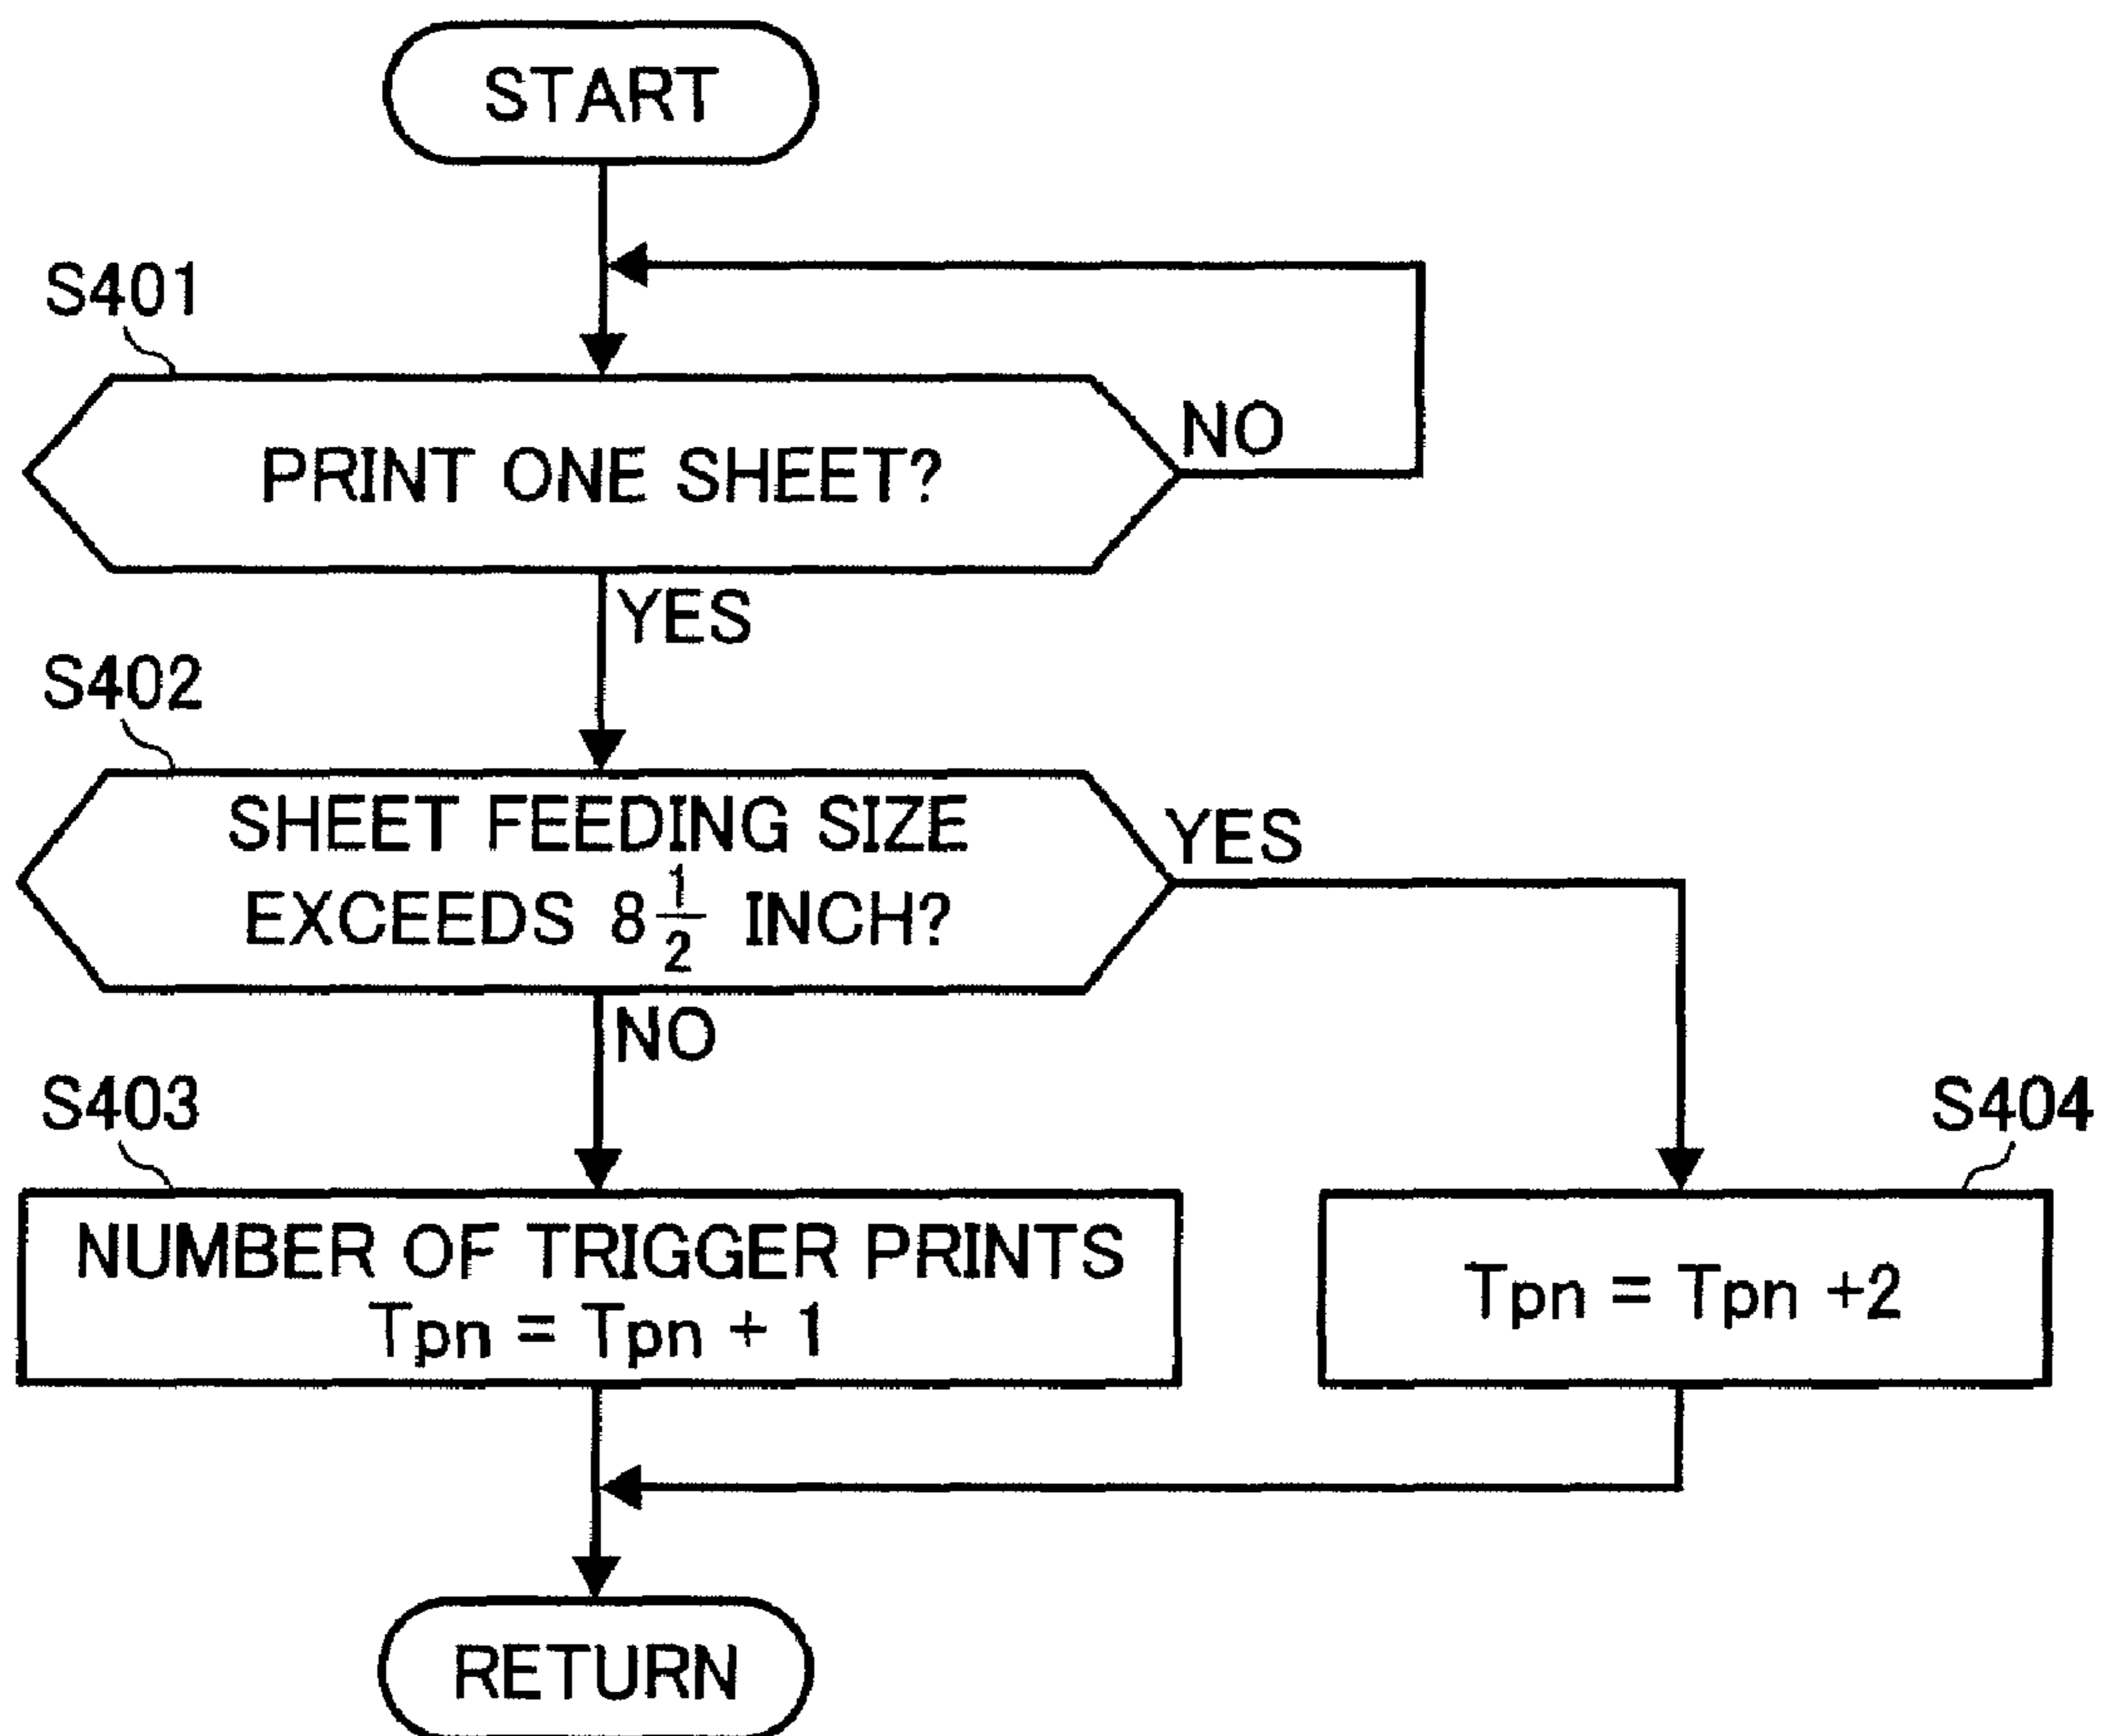 START
S401
PRINT ONE SHEET?
NO
YES
S402
SHEET FEEDING SIZE
EXCEEDS 8 1/2 INCH?
YES
NO
S403
NUMBER OF TRIGGER PRINTS
Tpn = Tpn + 1
S404
Tpn = Tpn +2
RETURN